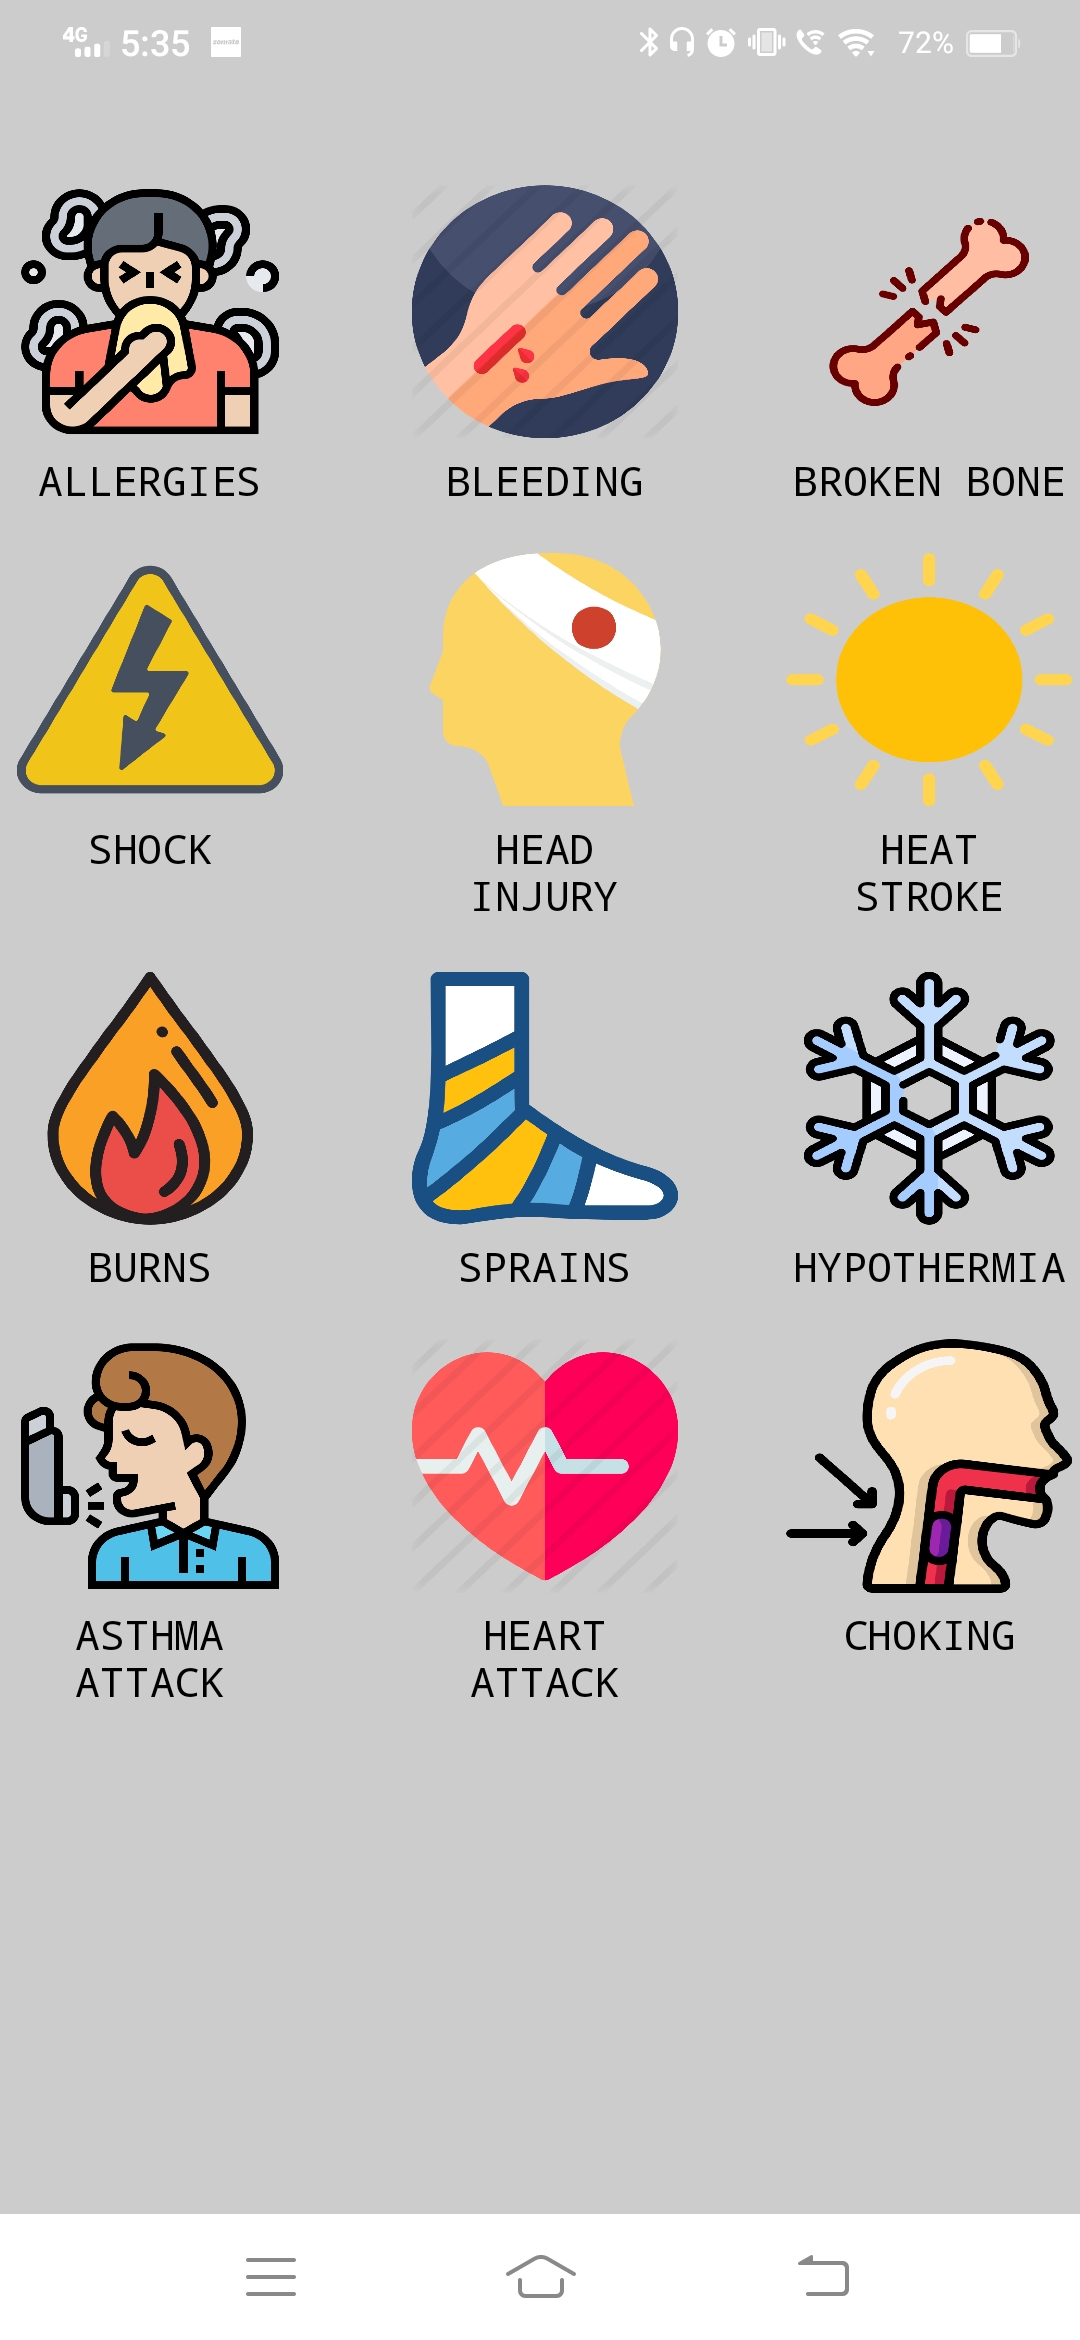 4G 5:35 72%
ALLERGIES BLEEDING BROKEN BONE
SHOCK HEAD HEAT
INJURY STROKE
BURNS SPRAINS HYPOTHERMIA
ASTHMA HEART CHOKING
ATTACK ATTACK